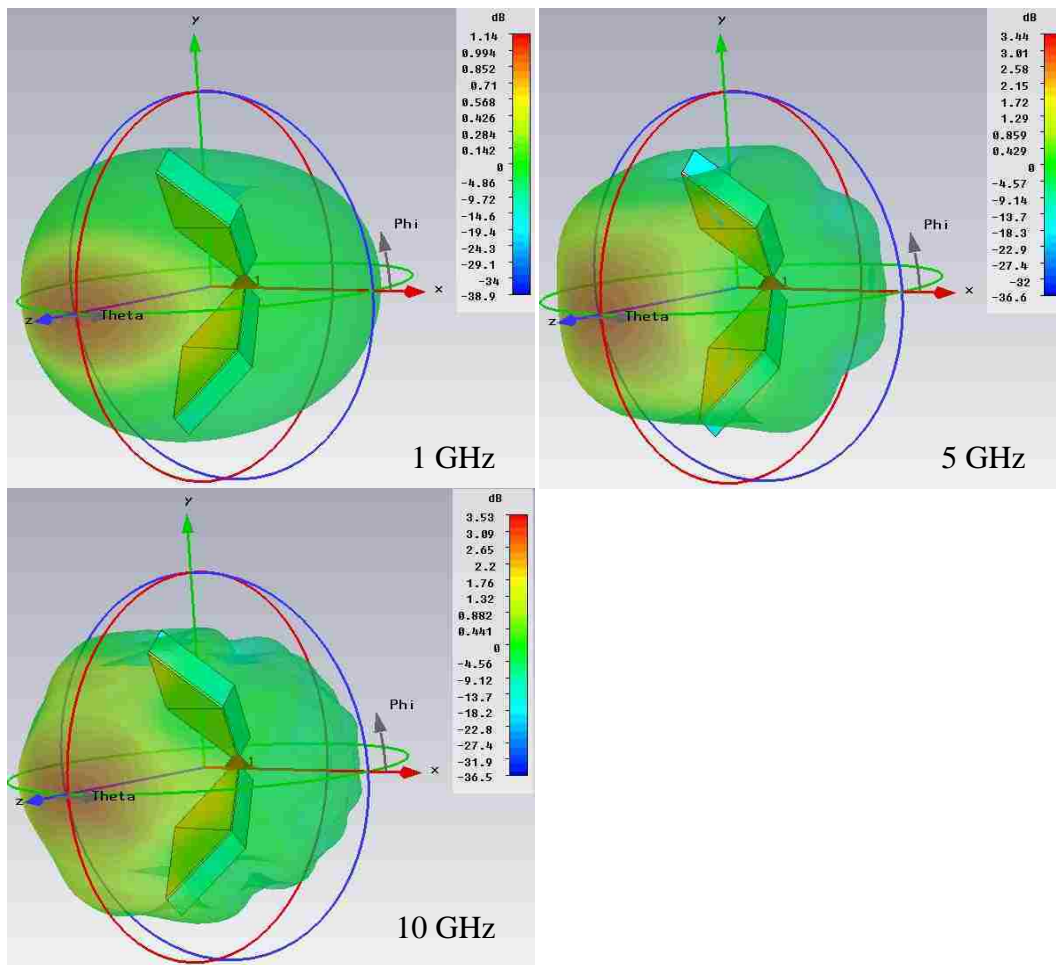 y
dB
1.14
0.994
0.852
0.71
0.568
0.426
0.284
0.142
0
-4.86
-9.72
-14.6
-19.4
-24.3
-29.1
-34
-38.9
Phi
x
z
Theta
1
1 GHz
y
dB
3.44
3.01
2.58
2.15
1.72
1.29
0.859
0.429
0
-4.57
-9.14
-13.7
-18.3
-22.9
-27.4
-32
-36.6
Phi
x
z
Theta
1
5 GHz
y
dB
3.53
3.09
2.65
2.2
1.76
1.32
0.882
0.441
0
-4.56
-9.12
-13.7
-18.2
-22.8
-27.4
-31.9
-36.5
Phi
x
z
Theta
1
10 GHz